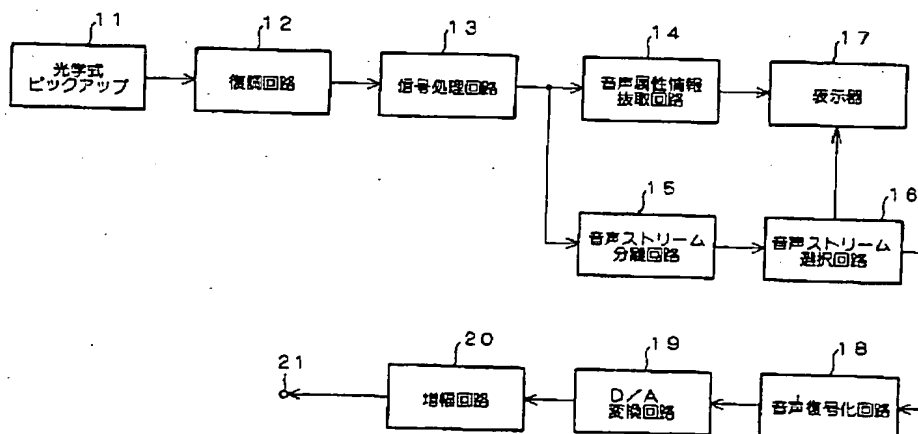 11
光学式
ピックアップ
12
復調回路
13
信号処理回路
14
音声属性情報
抜取回路
17
表示器
15
音声ストリーム
分離回路
16
音声ストリーム
選択回路
21
20
増幅回路
19
D/A
変換回路
18
音声復号化回路